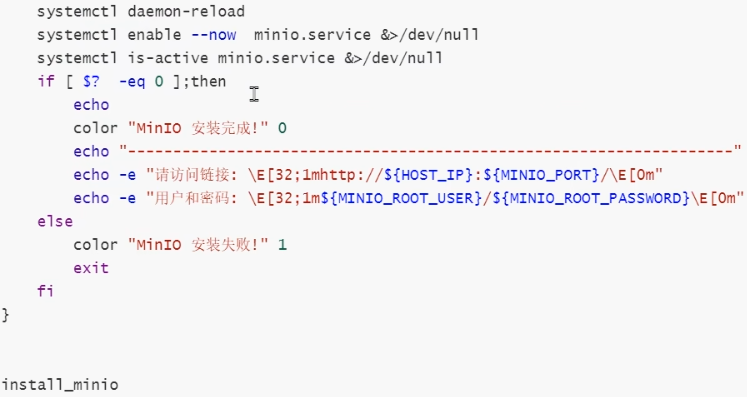 systemctl daemon-reload
systemctl enable --now  minio.service &>/dev/null
systemctl is-active minio.service &>/dev/null
if [ $?  -eq 0 ];then
echo
color "MinIO 安装完成!" 0
echo "-------------------------------------------------------------------"
echo -e "请访问链接: \E[32;1mhttp://${HOST_IP}:${MINIO_PORT}/\E[0m"
echo -e "用户和密码: \E[32;1m${MINIO_ROOT_USER}/${MINIO_ROOT_PASSWORD}\E[0m"
else
color "MinIO 安装失败!" 1
exit
fi
}
install_minio